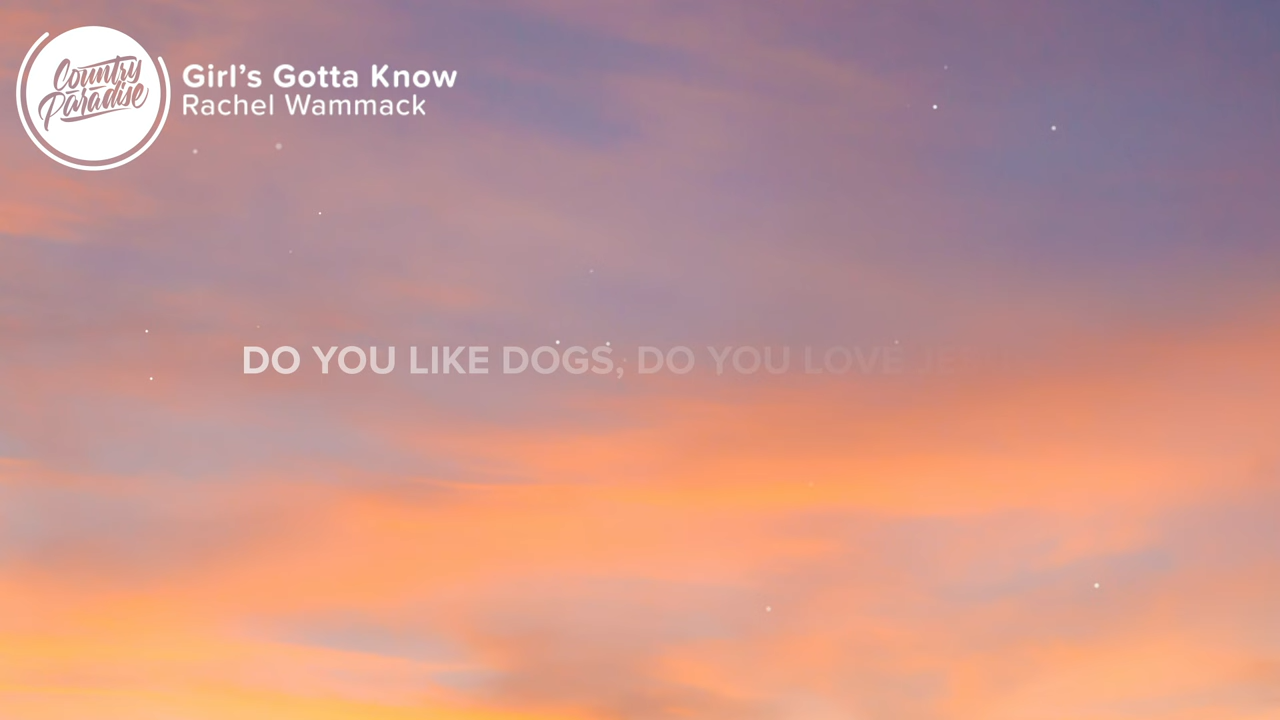 Country
Paradise
Girl's Gotta Know
Rachel Wammack
DO YOU LIKE DOGS, DO YOU LOVE